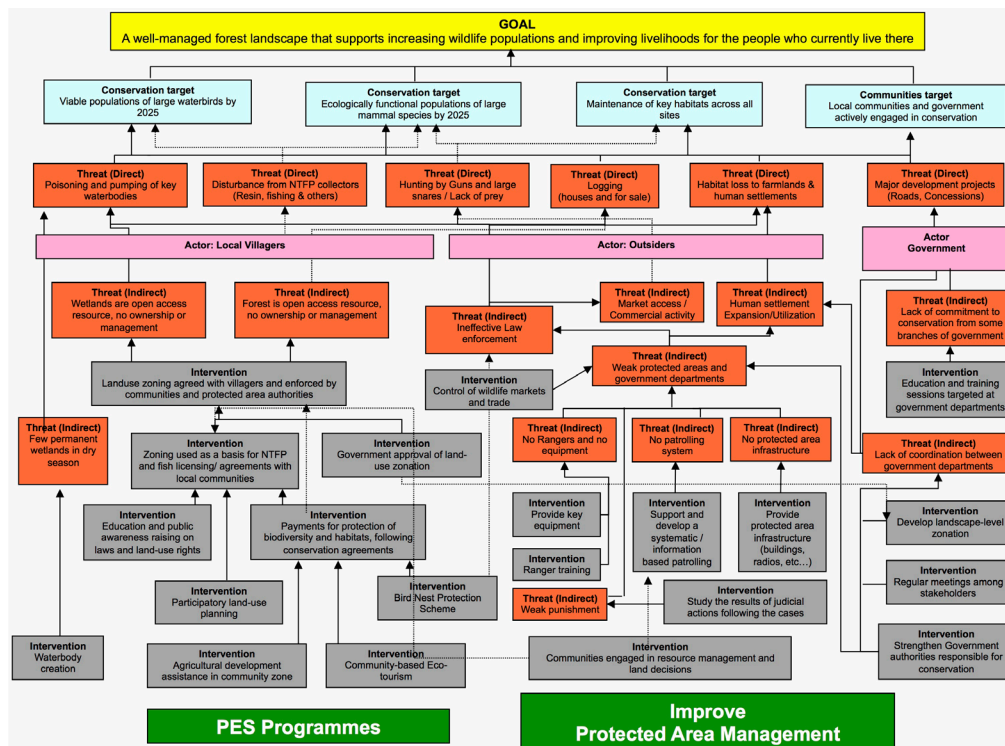 GOAL
A well-managed forest landscape that supports increasing wildlife populations and improving livelihoods for the people who currently live there
Conservation target
Viable populations of large waterbirds by
2025
Conservation target
Ecologically functional populations of large
mammal species by 2025
Conservation target
Maintenance of key habitats across all
sites
Communities target
Local communities and government
actively engaged in conservation
Threat (Direct)
Poisoning and pumping of key
waterbodies
Threat (Direct)
Disturbance from NTFP collectors
(Resin, fishing & others)
Threat (Direct)
Hunting by Guns and large
snares / Lack of prey
Threat (Direct)
Logging
(houses and for sale)
Threat (Direct)
Habitat loss to farmlands &
human settlements
Threat (Direct)
Major development projects
(Roads, Concessions)
Actor: Local Villagers
Actor: Outsiders
Actor
Government
Threat (Indirect)
Wetlands are open access
resource, no ownership or
management
Threat (Indirect)
Forest is open access resource,
no ownership or management
Threat (Indirect)
Ineffective Law
enforcement
Threat (Indirect)
Market access /
Commercial activity
Threat (Indirect)
Human settlement
Expansion/Utilization
Threat (Indirect)
Lack of commitment to
conservation from some
branches of government
Intervention
Landuse zoning agreed with villagers and enforced by
communities and protected area authorities
Intervention
Control of wildlife markets
and trade
Threat (Indirect)
Weak protected areas and
government departments
Intervention
Education and training
sessions targeted at
government departments
Threat (Indirect)
Few permanent
wetlands in dry
season
Intervention
Zoning used as a basis for NTFP
and fish licensing/ agreements with
local communities
Intervention
Government approval of land-
use zonation
Threat (Indirect)
No Rangers and no
equipment
Threat (Indirect)
No patrolling
system
Threat (Indirect)
No protected area
infrastructure
Threat (Indirect)
Lack of coordination between
government departments
Intervention
Education and public
awareness raising on
laws and land-use rights
Intervention
Payments for protection of
biodiversity and habitats, following
conservation agreements
Intervention
Provide key
equipment
Intervention
Support and
develop a
systematic /
information
based patrolling
Intervention
Provide
protected area
infrastructure
(buildings,
radios, etc...)
Intervention
Develop landscape-level
zonation
Intervention
Ranger training
Intervention
Regular meetings among
stakeholders
Intervention
Participatory land-use
planning
Intervention
Bird Nest Protection
Scheme
Threat (Indirect)
Weak punishment
Intervention
Study the results of judicial
actions following the cases
Intervention
Waterbody
creation
Intervention
Agricultural development
assistance in community zone
Intervention
Community-based Eco-
tourism
Intervention
Communities engaged in resource management and
land decisions
Intervention
Strengthen Government
authorities responsible for
conservation
PES Programmes
Improve
Protected Area Management